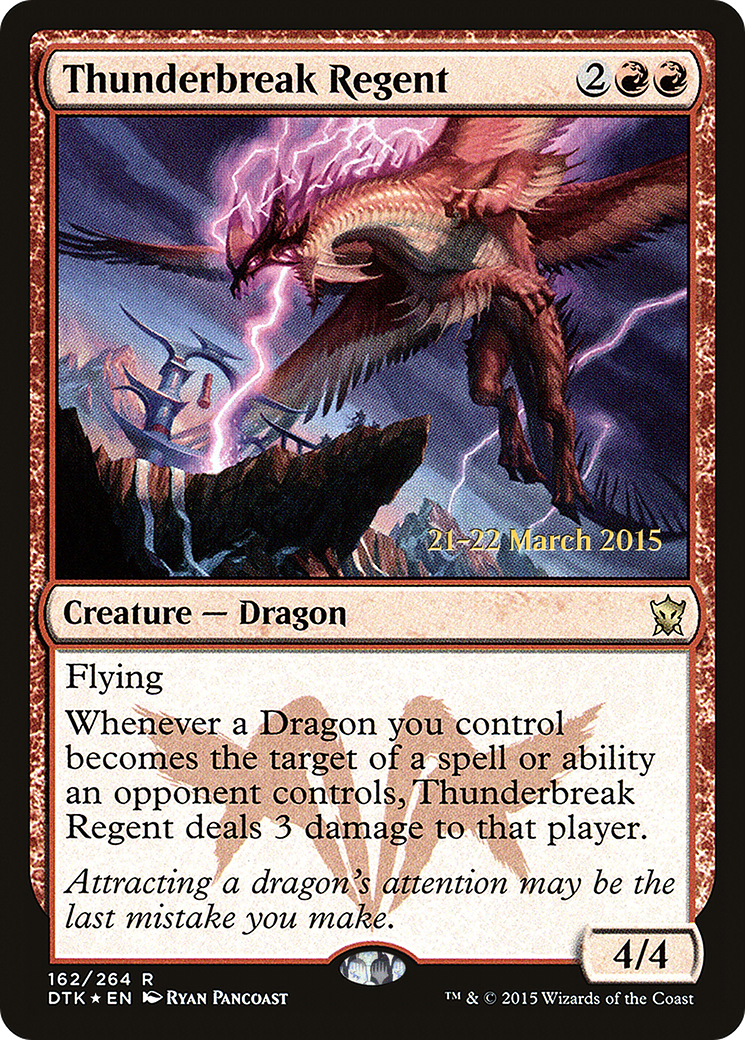 Thunderbreak Regent 2
21–22 March 2015
Creature — Dragon
Flying
Whenever a Dragon you control
becomes the target of a spell or ability
an opponent controls, Thunderbreak
Regent deals 3 damage to that player.
Attracting a dragon's attention may be the
last mistake you make.
4/4
162/264 R
DTK ★ EN Ryan Pancoast
™ & © 2015 Wizards of the Coast